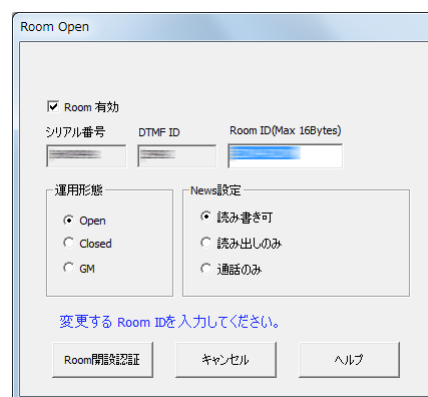 Room Open
Room 有効
シリアル番号 DTMF ID Room ID(Max 16Bytes)
運用形態 News設定
Open 読み書き可
Closed 読み出しのみ
GM 通話のみ
変更する Room IDを入力してください。
Room開設認証 キャンセル ヘルプ